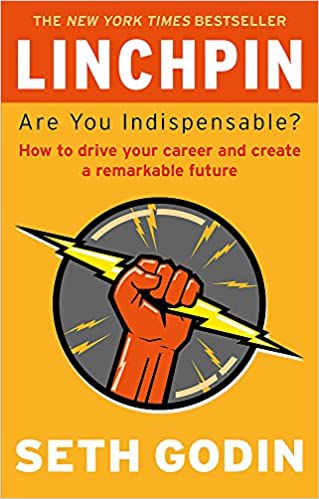 THE NEW YORK TIMES BESTSELLER
LINCHPIN
Are You Indispensable?
How to drive your career and create
a remarkable future
SETH GODIN